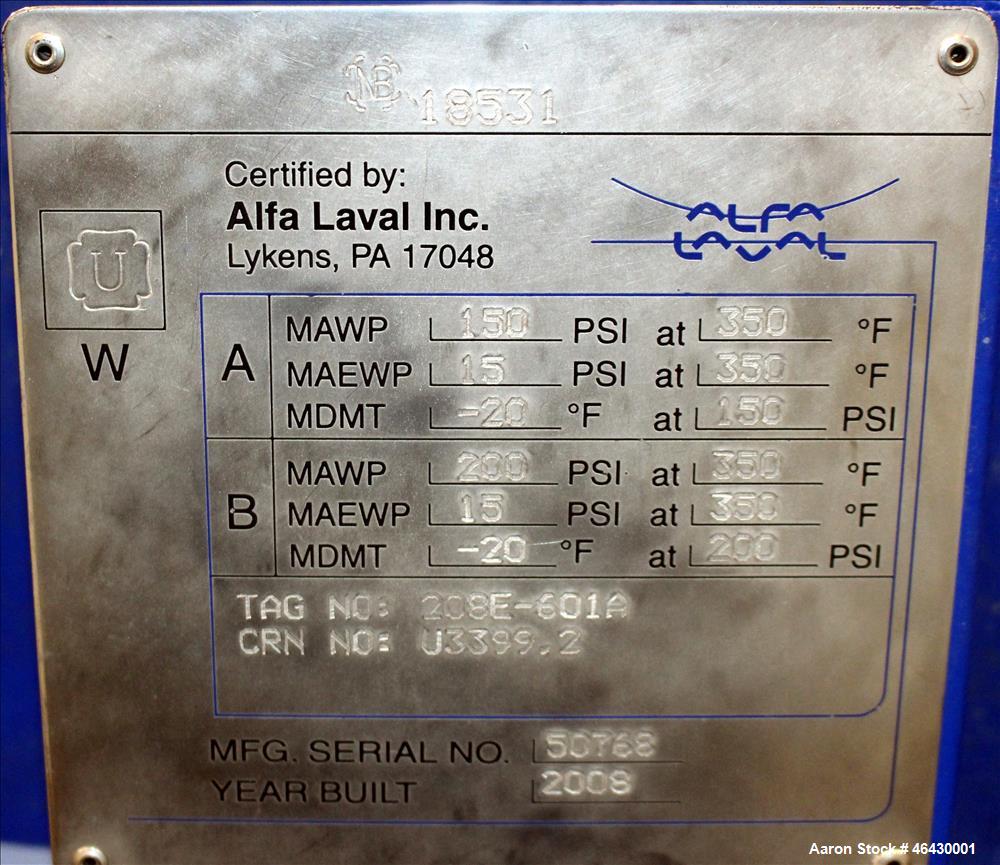 NB 18531
Certified by:
Alfa Laval Inc.
Lykens, PA 17048
ALFA
LAVAL
U
W
A
MAWP 150 PSI at 350 °F
MAEWP 15 PSI at 350 °F
MDMT -20 °F at 150 PSI
B
MAWP 200 PSI at 350 °F
MAEWP 15 PSI at 350 °F
MDMT -20 °F at 200 PSI
TAG NO: 208E-601A
CRN NO: U3399.2
MFG. SERIAL NO. 50768
YEAR BUILT 2008
Aaron Stock # 46430001